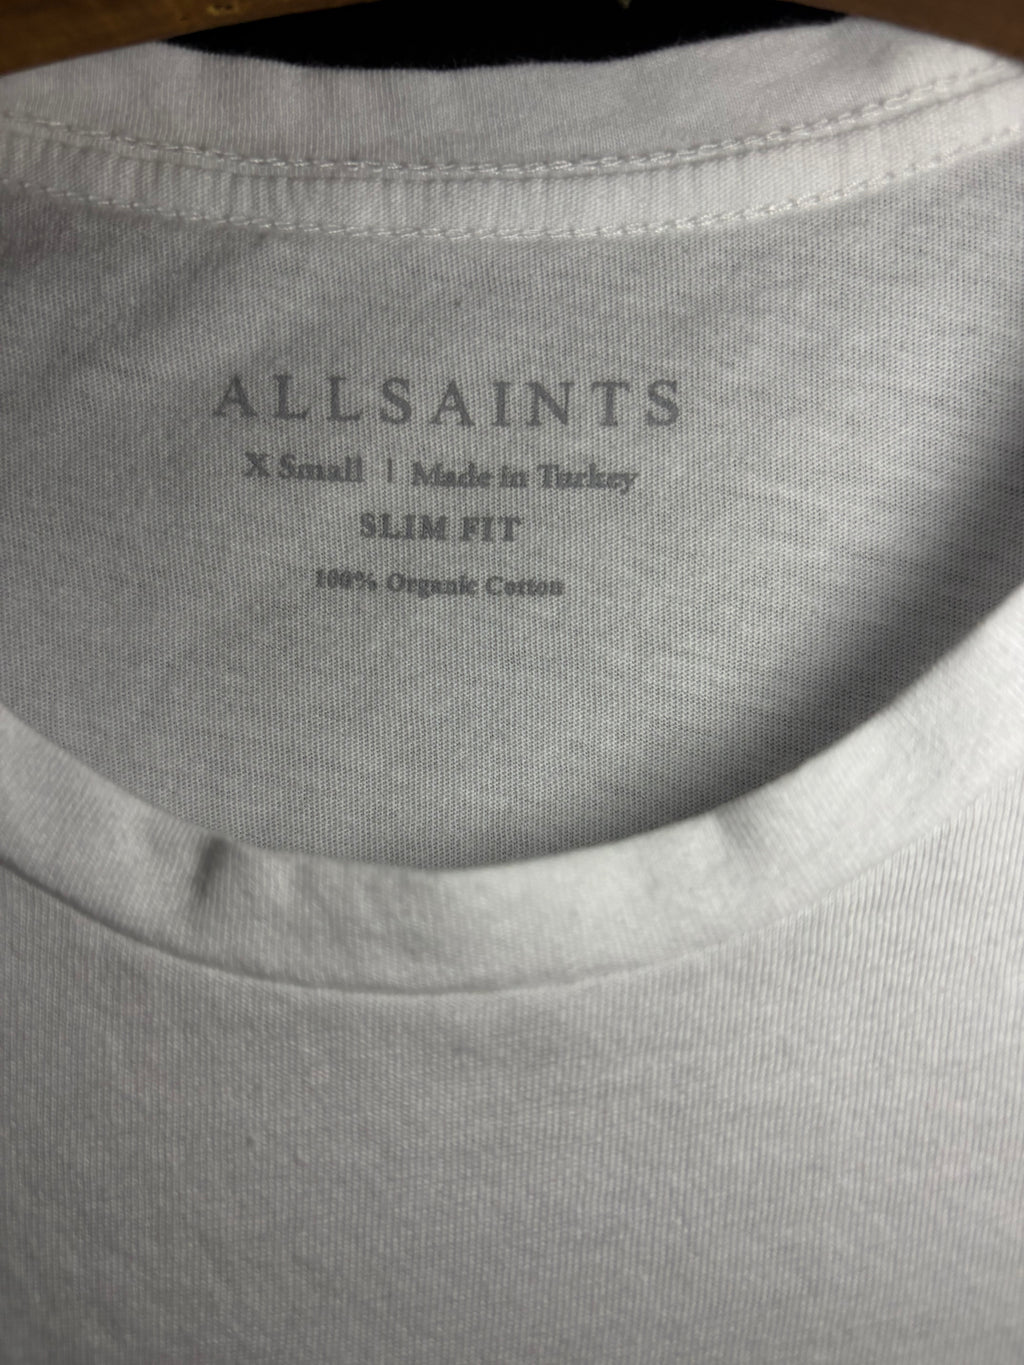 ALLSAINTS
X Small | Made in Turkey
SLIM FIT
100% Organic Cotton